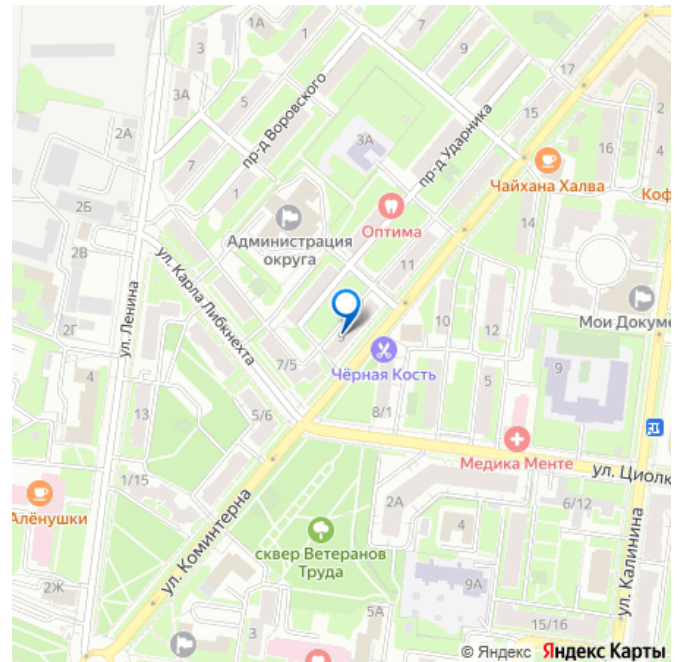 1
7
9
17
3
3А
5
пр-д Воровского
15
2
2А
7
3А
пр-д Ударника
16
4
1
Чайхана Халва
Коф
2Б
Оптима
14
Администрация
округа
2В
ул. Карла Либкнехта
11
ул. Ленина
Мои Докуме
2Г
9
10
12
Чёрная Кость
7/5
9
4
5
13
5/6
8/1
Медика Менте
ул. Циолк
1/15
Алёнушки
ул. Коминтерна
2А
4
6/12
сквер Ветеранов
Труда
ул. Калинина
2Ж
9А
3
5А
15/16
© Яндекс Яндекс Карты